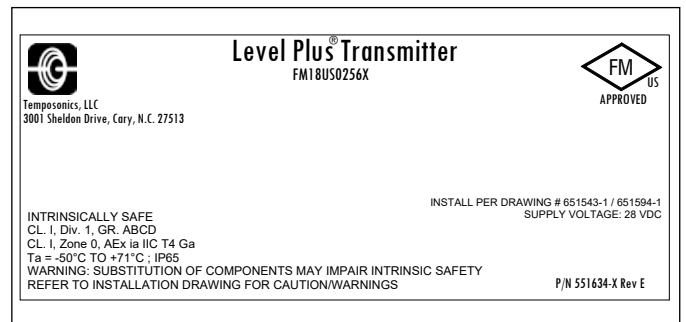 Level Plus® Transmitter
FM18US0256X
FM
US
APPROVED
Temposonics, LLC
3001 Sheldon Drive, Cary, N.C. 27513
INSTALL PER DRAWING # 651543-1 / 651594-1
SUPPLY VOLTAGE: 28 VDC
INTRINSICALLY SAFE
CL. I, Div. 1, GR. ABCD
CL. I, Zone 0, AEx ia IIC T4 Ga
Ta = -50°C TO +71°C ; IP65
WARNING: SUBSTITUTION OF COMPONENTS MAY IMPAIR INTRINSIC SAFETY
REFER TO INSTALLATION DRAWING FOR CAUTION/WARNINGS
P/N 551634-X Rev E